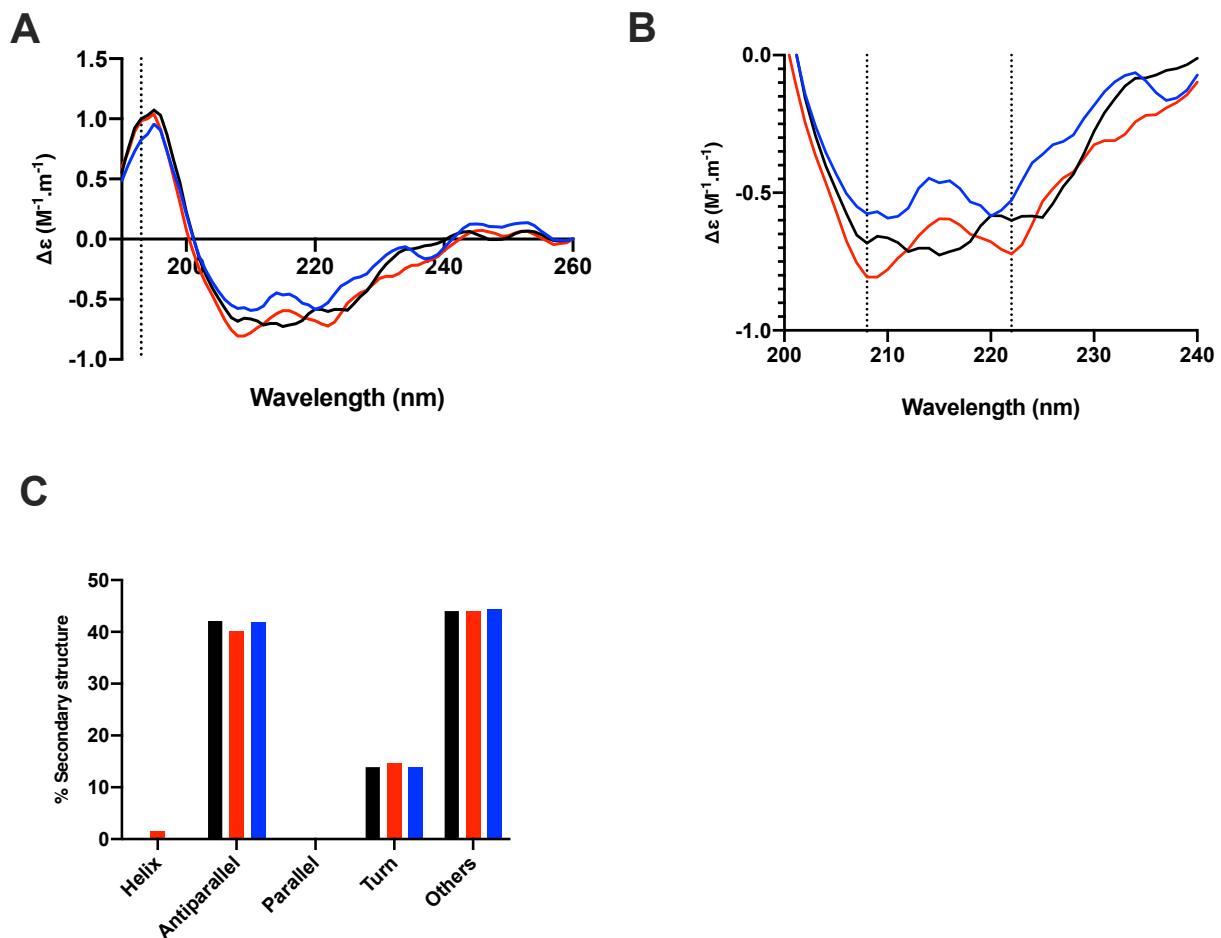 A
1.5
1.0
0.5
0.0
-0.5
-1.0
200
220
240
260
Δε (M⁻¹.m⁻¹)
Wavelength (nm)
B
0.0
-0.5
-1.0
200
210
220
230
240
Δε (M⁻¹.m⁻¹)
Wavelength (nm)
C
50
40
30
20
10
0
% Secondary structure
Helix
Antiparallel
Parallel
Turn
Others